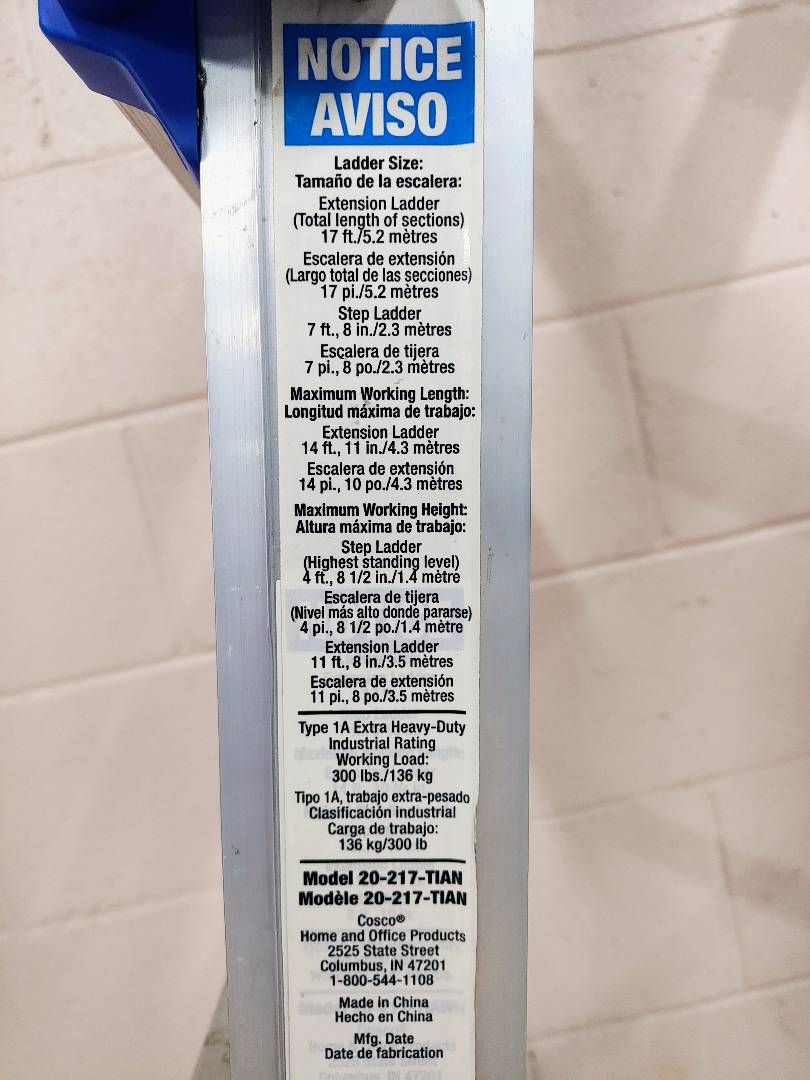 NOTICE
AVISO
Ladder Size:
Tamaño de la escalera:
Extension Ladder
(Total length of sections)
17 ft./5.2 mètres
Escalera de extensión
(Largo total de las secciones)
17 pi./5.2 mètres
Step Ladder
7 ft., 8 in./2.3 mètres
Escalera de tijera
7 pi., 8 po./2.3 mètres
Maximum Working Length:
Longitud máxima de trabajo:
Extension Ladder
14 ft., 11 in./4.3 mètres
Escalera de extensión
14 pi., 10 po./4.3 mètres
Maximum Working Height:
Altura máxima de trabajo:
Step Ladder
(Highest standing level)
4 ft., 8 1/2 in./1.4 mètre
Escalera de tijera
(Nivel más alto donde pararse)
4 pi., 8 1/2 po./1.4 mètre
Extension Ladder
11 ft., 8 in./3.5 mètres
Escalera de extensión
11 pi., 8 po./3.5 mètres
Type 1A Extra Heavy-Duty
Industrial Rating
Working Load:
300 lbs./136 kg
Tipo 1A, trabajo extra-pesado
Clasificación industrial
Carga de trabajo:
136 kg/300 lb
Model 20-217-TIAN
Modèle 20-217-TIAN
Cosco®
Home and Office Products
2525 State Street
Columbus, IN 47201
1-800-544-1108
Made in China
Hecho en China
Mfg. Date
Date de fabrication
Columbus, IN 47201